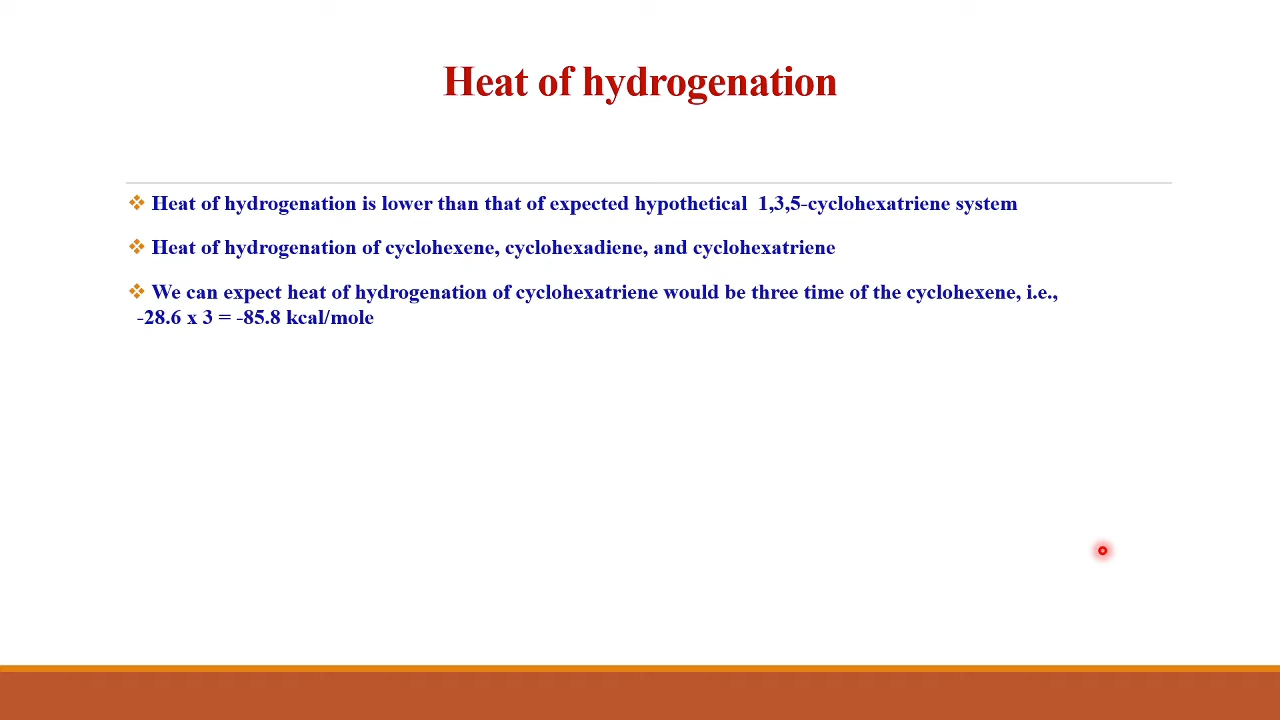 Heat of hydrogenation
❖ Heat of hydrogenation is lower than that of expected hypothetical 1,3,5-cyclohexatriene system
❖ Heat of hydrogenation of cyclohexene, cyclohexadiene, and cyclohexatriene
❖ We can expect heat of hydrogenation of cyclohexatriene would be three time of the cyclohexene, i.e.,
-28.6 x 3 = -85.8 kcal/mole